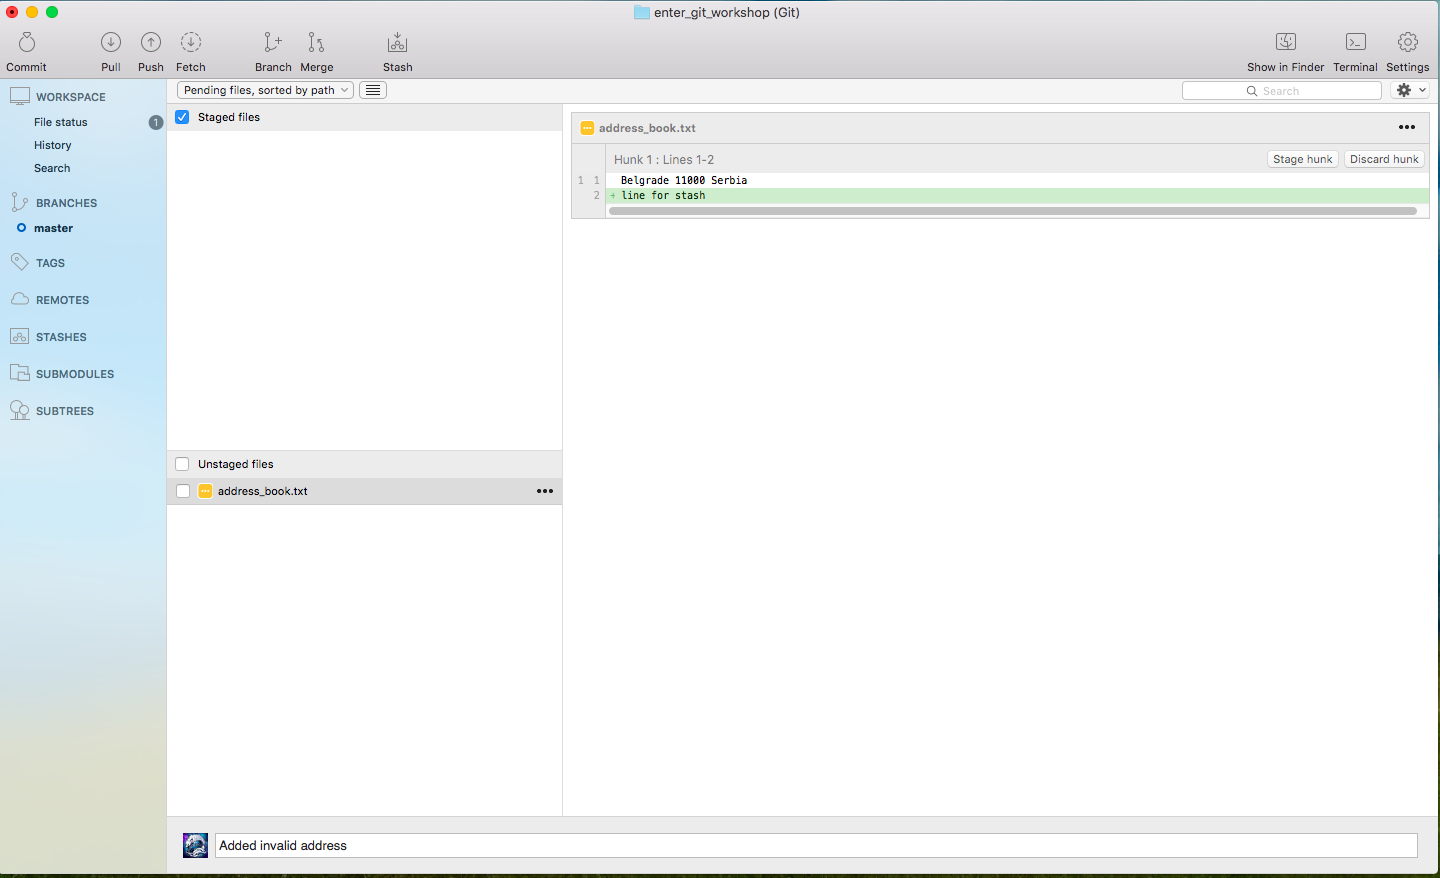 enter_git_workshop (Git)
Commit
Pull
Push
Fetch
Branch
Merge
Stash
Show in Finder
Terminal
Settings
WORKSPACE
File status
1
History
Search
BRANCHES
master
TAGS
REMOTES
STASHES
SUBMODULES
SUBTREES
Pending files, sorted by path
Search
Staged files
Unstaged files
address_book.txt
address_book.txt
Hunk 1 : Lines 1-2
Stage hunk
Discard hunk
1 1 Belgrade 11000 Serbia
2 + line for stash
Added invalid address